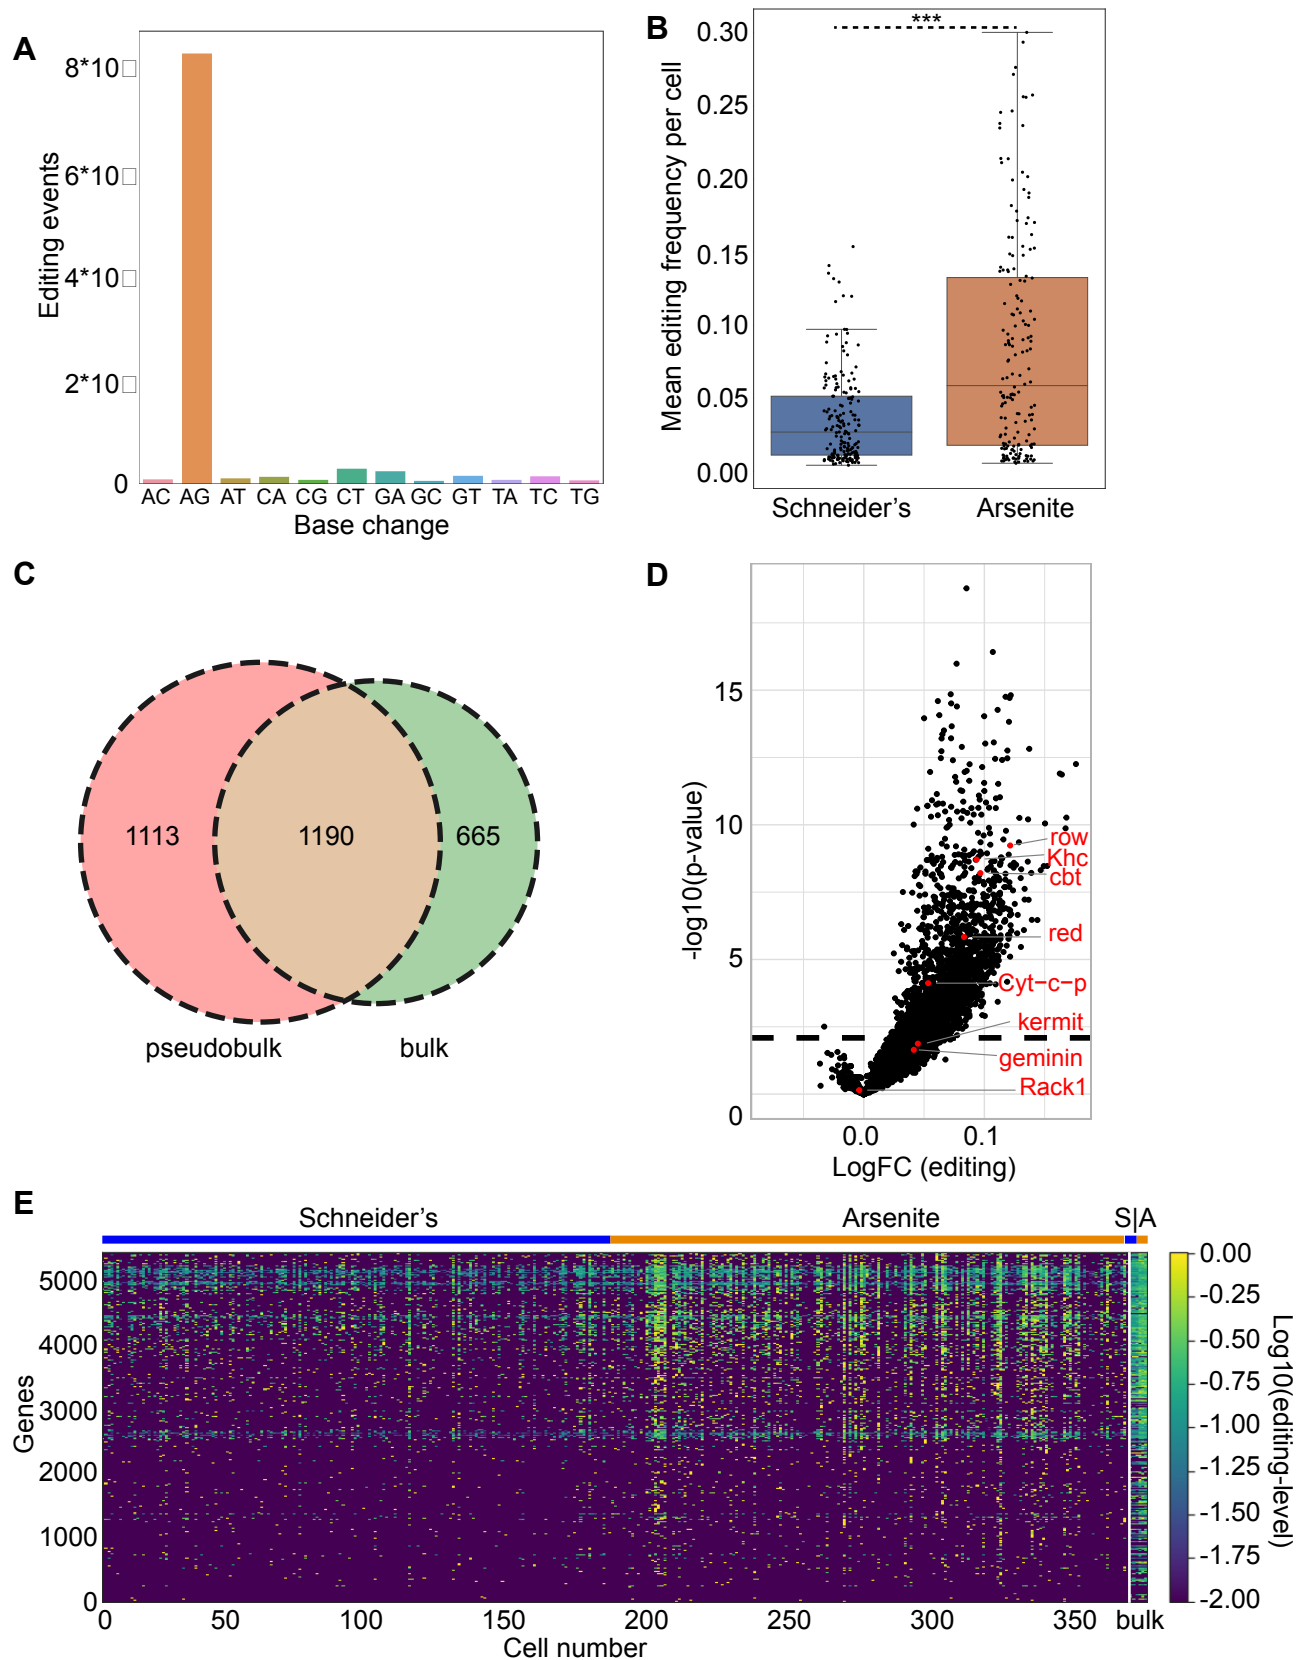 A
8*10
6*10
4*10
2*10
0
Editing events
AC AG AT CA CG CT GA GC GT TA TC TG
Base change
B
***
0.30
0.25
0.20
0.15
0.10
0.05
0.00
Mean editing frequency per cell
Schneider's Arsenite
C
1113 1190 665
pseudobulk bulk
D
15
10
5
0
-log10(p-value)
row
Khc
cbt
red
Cyt-c-p
kermit
geminin
Rack1
0.0 0.1
LogFC (editing)
E
Schneider's Arsenite S|A
5000
4000
3000
2000
1000
0
Genes
0 50 100 150 200 250 300 350 bulk
Cell number
0.00
-0.25
-0.50
-0.75
-1.00
-1.25
-1.50
-1.75
-2.00
Log10(editing-level)